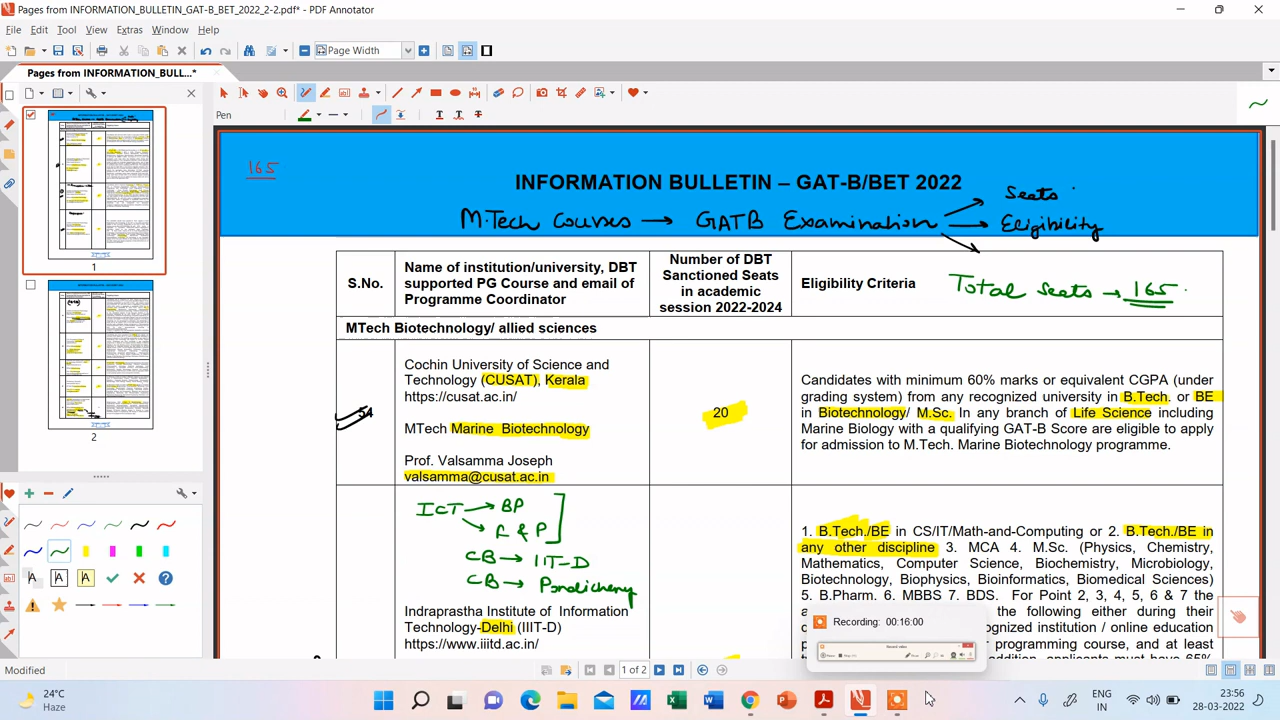 Pages from INFORMATION_BULLETIN_GAT-B_BET_2022_2-2.pdf* - PDF Annotator
File Edit View Tool Extras Window Help
Page Width
Pages from INFORMATION_BULL...*
Pen
165
INFORMATION BULLETIN – GAT-B/BET 2022
M.Tech Courses → GATB Examination
Seats
Eligibility
S.No.
Name of institution/university, DBT
supported PG Course and email of
Programme Coordinator
Number of DBT
Sanctioned Seats
in academic
session 2022-2024
Eligibility Criteria
Total seats → 165
MTech Biotechnology/ allied sciences
54
Cochin University of Science and
Technology (CUSAT), Kerala
https://cusat.ac.in/
MTech Marine Biotechnology
Prof. Valsamma Joseph
valsamma@cusat.ac.in
20
Candidates with minimum 60% marks or equivalent CGPA (under
grading system) from any recognized university in B.Tech. or BE
in Biotechnology/ M.Sc. In any branch of Life Science including
Marine Biology with a qualifying GAT-B Score are eligible to apply
for admission to M.Tech. Marine Biotechnology programme.
ICT → BP
→ F & P
CB → IIT-D
CB → Pondicherry
Indraprastha Institute of Information
Technology-Delhi (IIIT-D)
https://www.iiitd.ac.in/
1. B.Tech./BE in CS/IT/Math-and-Computing or 2. B.Tech./BE in
any other discipline 3. MCA 4. M.Sc. (Physics, Chemistry,
Mathematics, Computer Science, Biochemistry, Microbiology,
Biotechnology, Biophysics, Bioinformatics, Biomedical Sciences)
5. B.Pharm. 6. MBBS 7. BDS. For Point 2, 3, 4, 5, 6 & 7 the
the following either during their
institution / online education
programming course, and at least
applicants must have 65%
Recording: 00:16:00
1
2
Modified
1 of 2
24°C
Haze
ENG
IN
23:56
28-03-2022